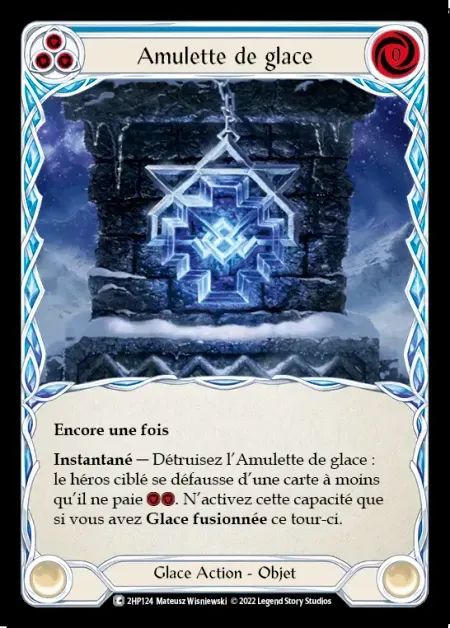 Amulette de glace
0
Encore une fois
Instantané — Détruisez l'Amulette de glace :
le héros ciblé se défausse d'une carte à moins
qu'il ne paie. N'activez cette capacité que
si vous avez Glace fusionnée ce tour-ci.
Glace Action - Objet
C 2HP124 Mateusz Wisniewski © 2022 Legend Story Studios